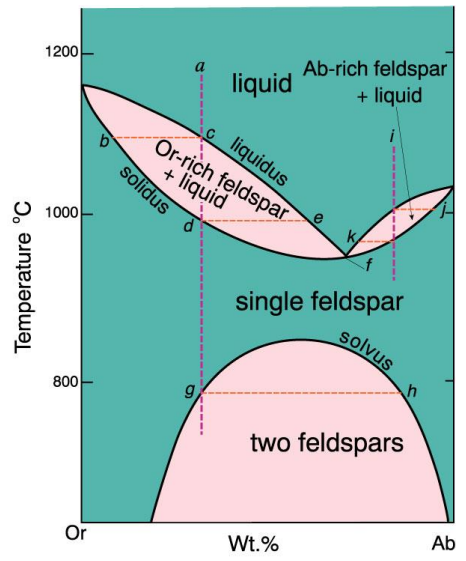 1200
a
liquid
Ab-rich feldspar
+ liquid
i
b
c
liquidus
Or-rich feldspar
+ liquid
solidus
1000
d
e
k
j
f
Temperature °C
single feldspar
solvus
800
g
h
two feldspars
Or
Wt.%
Ab